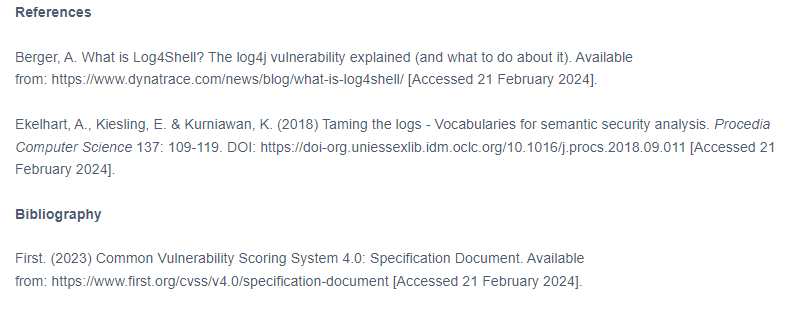 References
Berger, A. What is Log4Shell? The log4j vulnerability explained (and what to do about it). Available
from: https://www.dynatrace.com/news/blog/what-is-log4shell/ [Accessed 21 February 2024].
Ekelhart, A., Kiesling, E. & Kurniawan, K. (2018) Taming the logs - Vocabularies for semantic security analysis. Procedia
Computer Science 137: 109-119. DOI: https://doi-org.uniessexlib.idm.oclc.org/10.1016/j.procs.2018.09.011 [Accessed 21
February 2024].
Bibliography
First. (2023) Common Vulnerability Scoring System 4.0: Specification Document. Available
from: https://www.first.org/cvss/v4.0/specification-document [Accessed 21 February 2024].